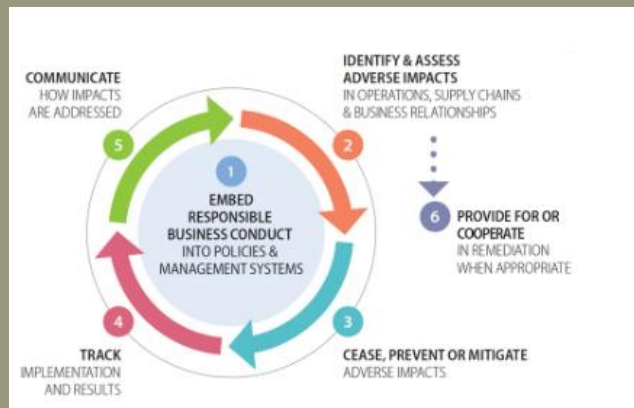 1
EMBED
RESPONSIBLE
BUSINESS CONDUCT
INTO POLICIES &
MANAGEMENT SYSTEMS
2
IDENTIFY & ASSESS
ADVERSE IMPACTS
IN OPERATIONS, SUPPLY CHAINS
& BUSINESS RELATIONSHIPS
3
CEASE, PREVENT OR MITIGATE
ADVERSE IMPACTS
4
TRACK
IMPLEMENTATION
AND RESULTS
5
COMMUNICATE
HOW IMPACTS
ARE ADDRESSED
6
PROVIDE FOR OR
COOPERATE
IN REMEDIATION
WHEN APPROPRIATE